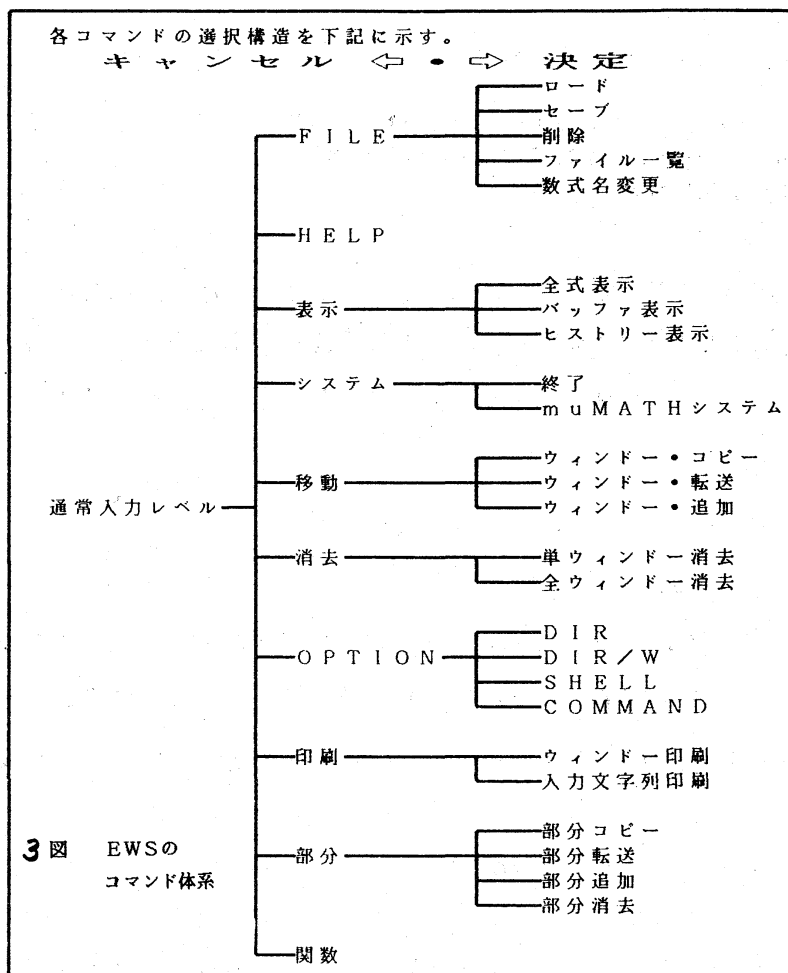 各コマンドの選択構造を下記に示す。
キャンセル ⇦ • ⇨ 決定
ロード
セーブ
FILE
削除
ファイル一覧
数式名変更
HELP
全式表示
表示
バッファ表示
ヒストリー表示
システム
終了
muMATHシステム
ウィンドー・コピー
移動
ウィンドー・転送
通常入力レベル
ウィンドー・追加
消去
単ウィンドー消去
全ウィンドー消去
DIR
OPTION
DIR/W
SHELL
COMMAND
印刷
ウィンドー印刷
入力文字列印刷
部分コピー
3図 EWSの
部分
部分転送
コマンド体系
部分追加
部分消去
関数